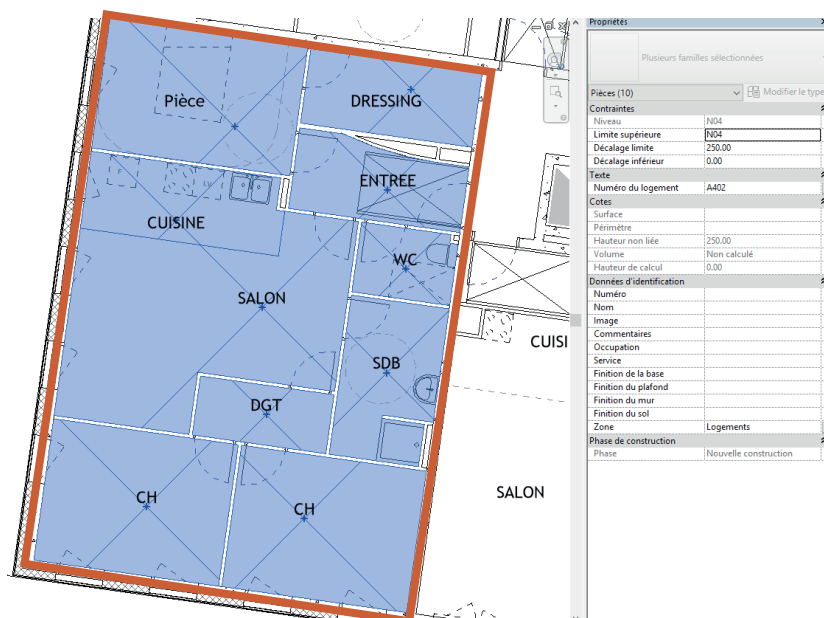 Pièce
DRESSING
ENTREE
CUISINE
WC
SALON
SDB
DGT
CH
CH
CUISI
SALON
Propriétés
Plusieurs familles sélectionnées
Pièces (10)
Modifier le type
Contraintes
Niveau N04
Limite supérieure N04
Décalage limite 250.00
Décalage inférieur 0.00
Texte
Numéro du logement A402
Cotes
Surface
Périmètre
Hauteur non liée 250.00
Volume Non calculé
Hauteur de calcul 0.00
Données d'identification
Numéro
Nom
Image
Commentaires
Occupation
Service
Finition de la base
Finition du plafond
Finition du mur
Finition du sol
Zone Logements
Phase de construction
Phase Nouvelle construction